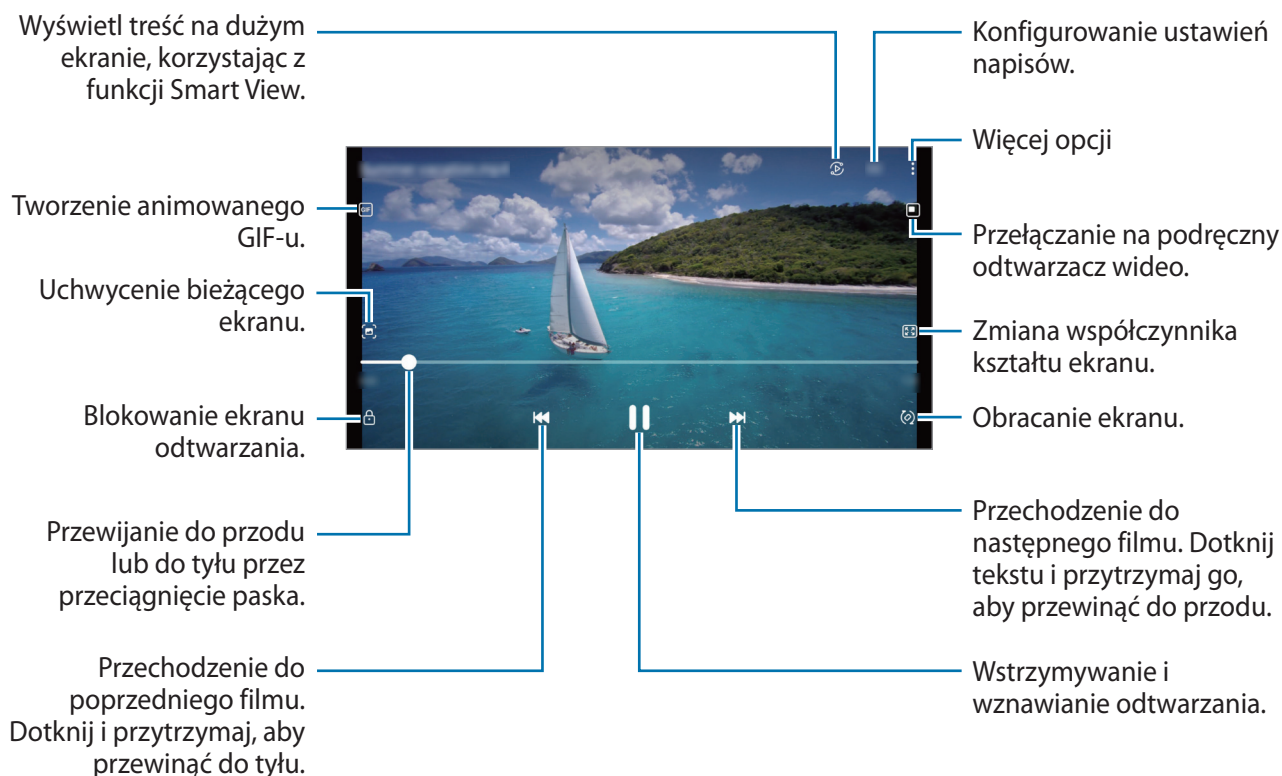 Wyświetl treść na dużym
ekranie, korzystając z
funkcji Smart View.
Konfigurowanie ustawień
napisów.
Więcej opcji
Tworzenie animowanego
GIF-u.
GIF
Przełączanie na podręczny
odtwarzacz wideo.
Uchwycenie bieżącego
ekranu.
Zmiana współczynnika
kształtu ekranu.
Blokowanie ekranu
odtwarzania.
Obracanie ekranu.
Przewijanie do przodu
lub do tyłu przez
przeciągnięcie paska.
Przechodzenie do
następnego filmu. Dotknij
tekstu i przytrzymaj go,
aby przewinąć do przodu.
Przechodzenie do
poprzedniego filmu.
Dotknij i przytrzymaj, aby
przewinąć do tyłu.
Wstrzymywanie i
wznawianie odtwarzania.